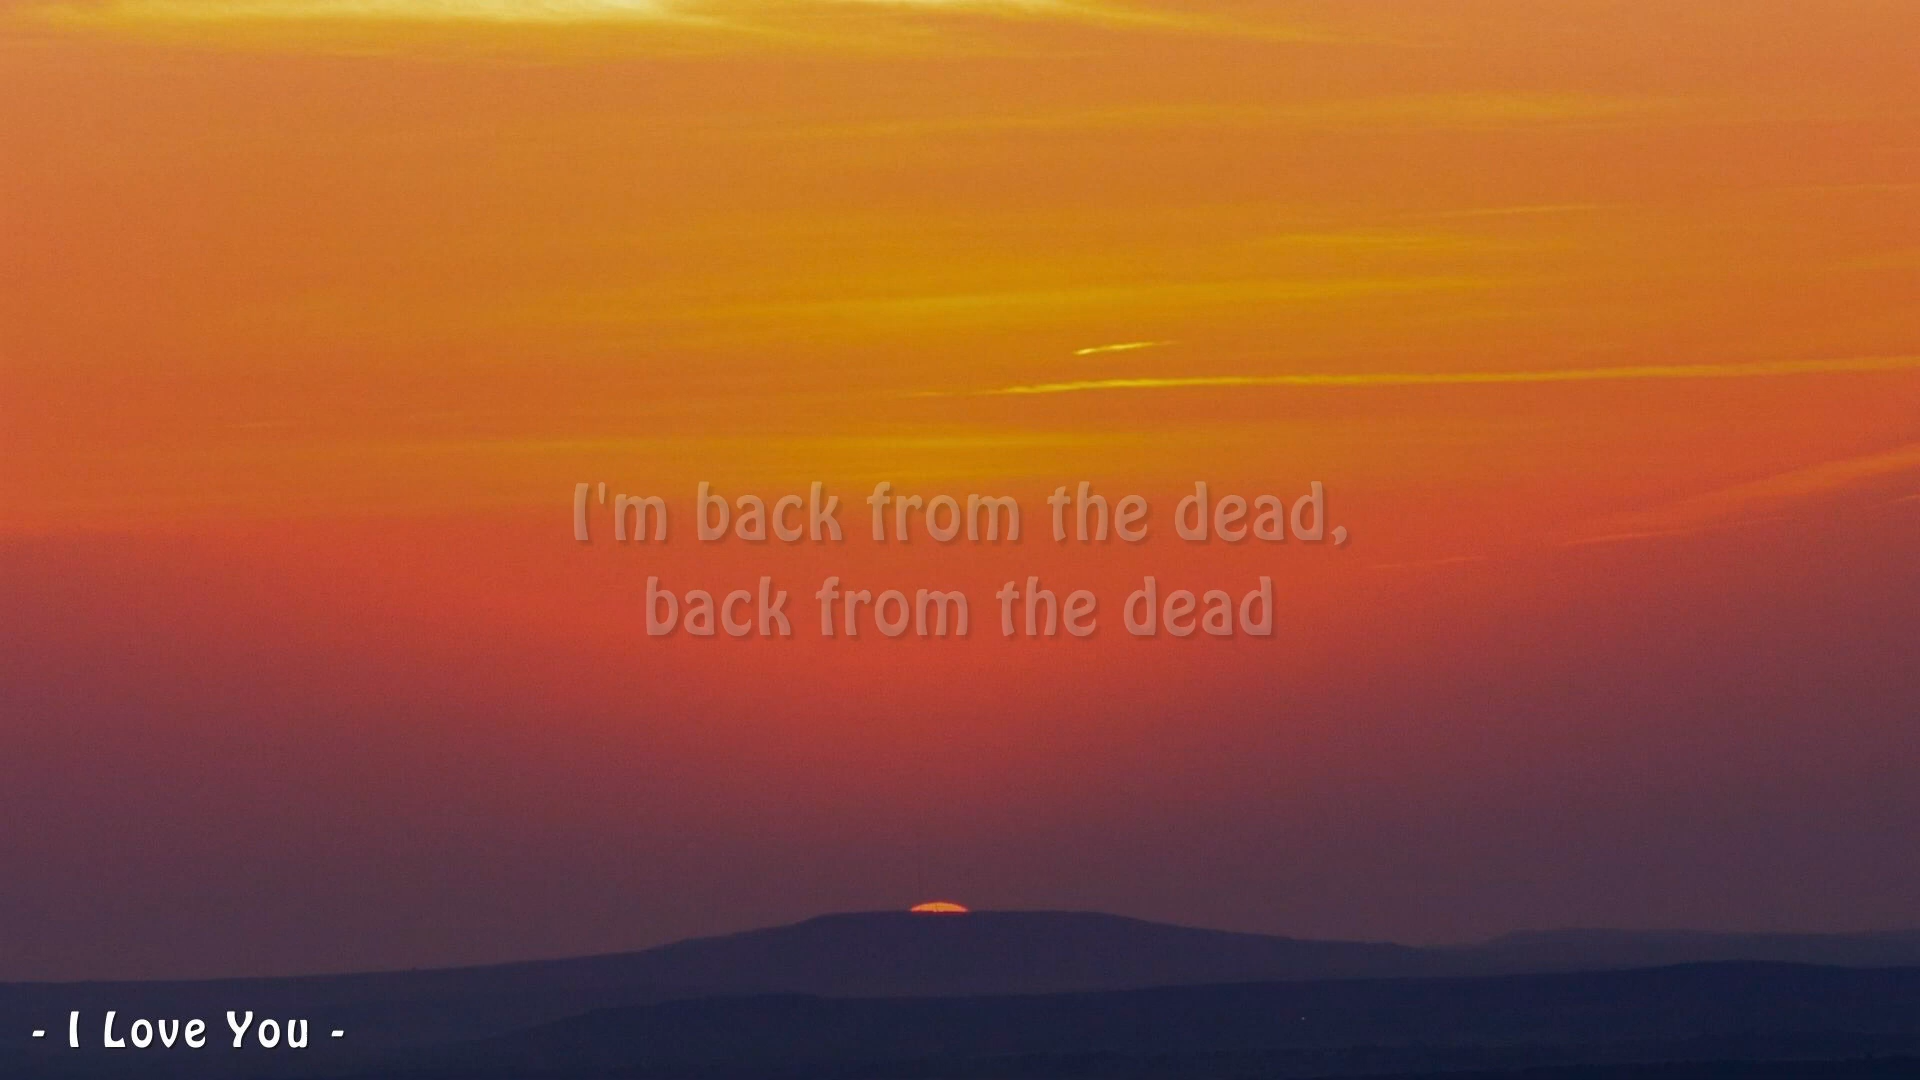 I'm back from the dead,
back from the dead
- I Love You -